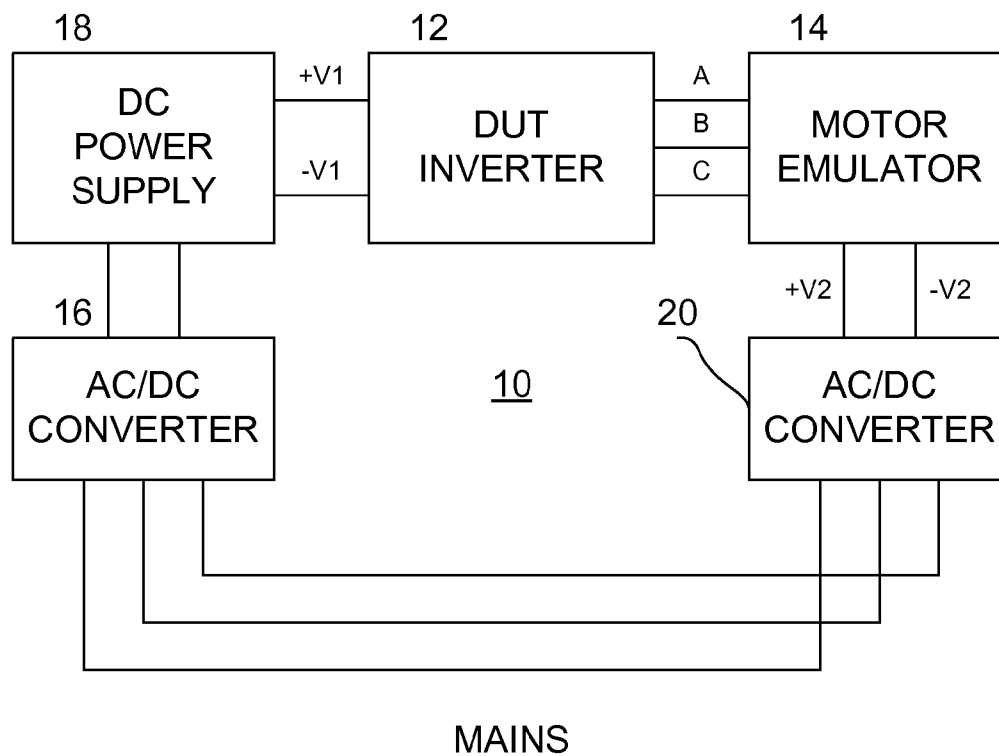 18
12
14
DC
POWER
SUPPLY
+V1
-V1
DUT
INVERTER
A
B
C
MOTOR
EMULATOR
+V2
-V2
16
20
AC/DC
CONVERTER
10
AC/DC
CONVERTER
MAINS